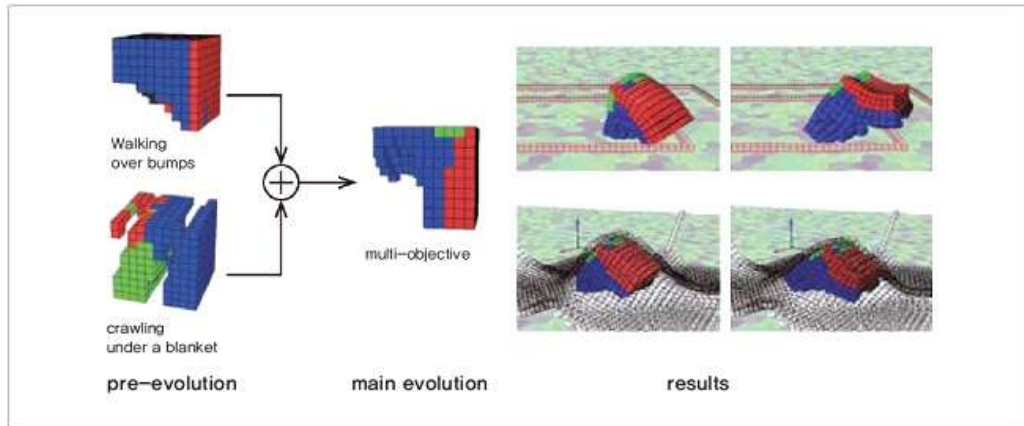 Walking
over bumps
multi-objective
crawling
under a blanket
pre-evolution
main evolution
results